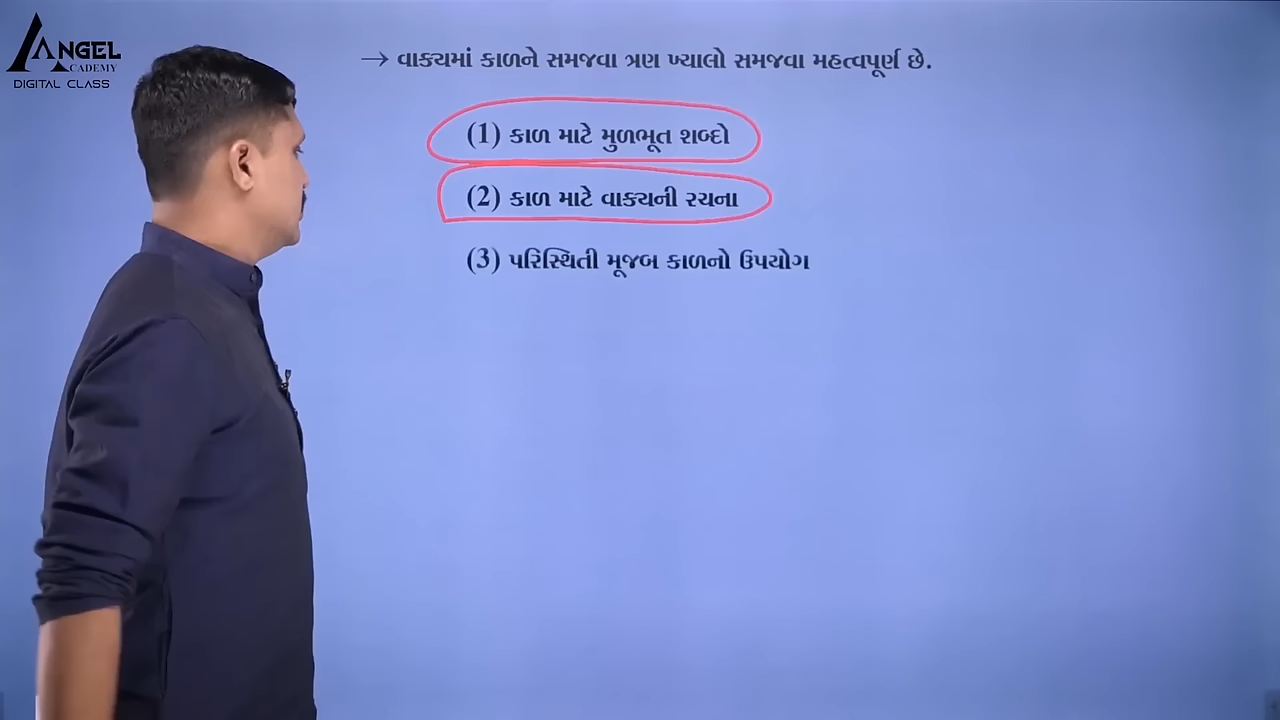 ANGEL
ACADEMY
DIGITAL CLASS
→ વાક્યમાં કાળને સમજવા ત્રણ ખ્યાલો સમજવા મહત્વપૂર્ણ છે.
(1) કાળ માટે મુળભૂત શબ્દો
(2) કાળ માટે વાક્યની રચના
(3) પરિસ્થિતી મૂજબ કાળનો ઉપયોગ